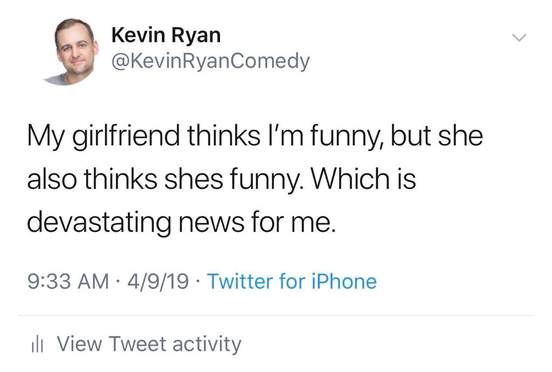 Kevin Ryan
@KevinRyanComedy
My girlfriend thinks I'm funny, but she
also thinks shes funny. Which is
devastating news for me.
9:33 AM · 4/9/19 · Twitter for iPhone
View Tweet activity